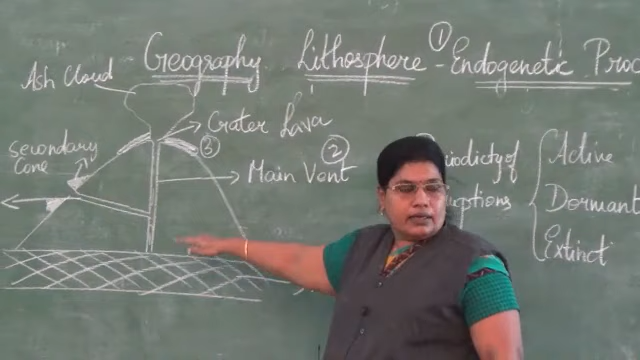 Geography Lithosphere - Endogenetic Proc
①
Ash Cloud
Crater Lava
③
Secondary
Cone
Main Vent
②
iodicty of
uptions
Active
Dormant
Extinct